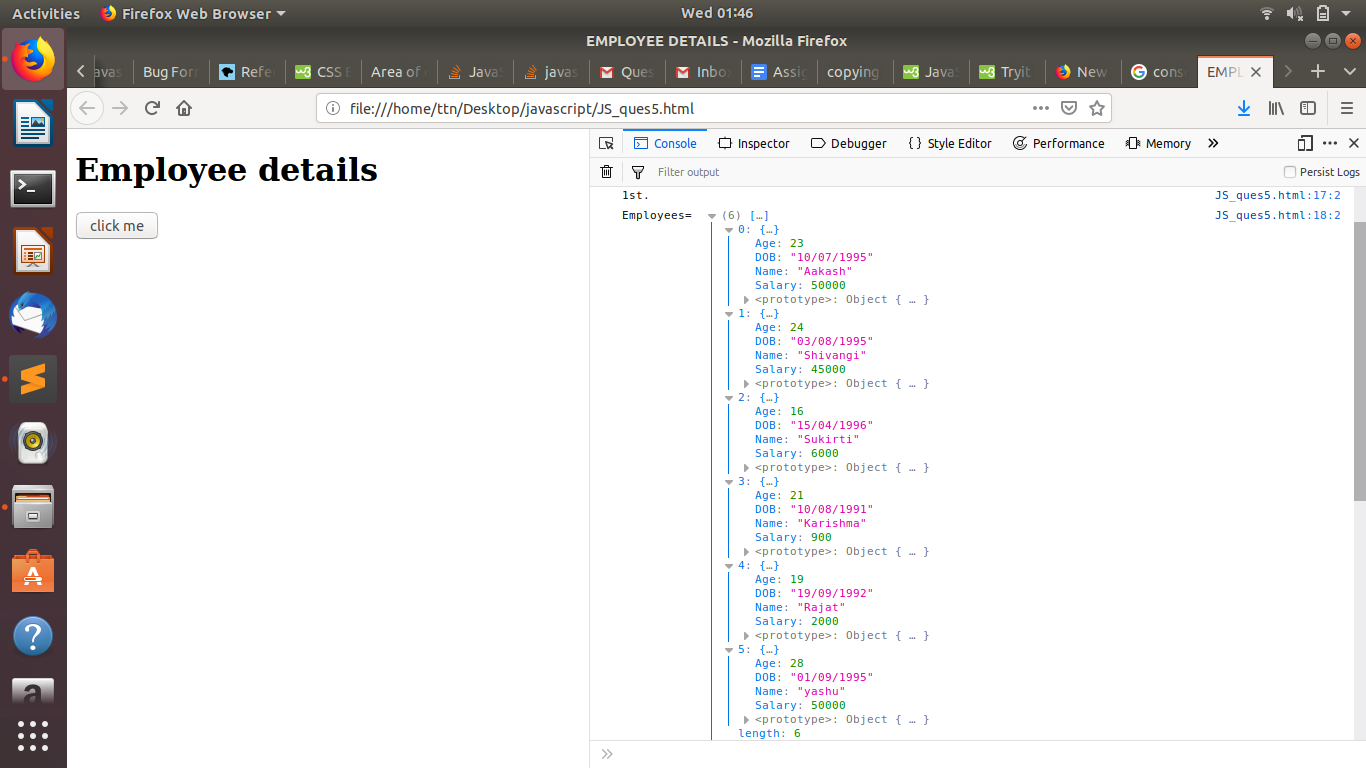 Activities Firefox Web Browser Wed 01:46
EMPLOYEE DETAILS - Mozilla Firefox
avas Bug For Refe CSS Area of Java javas Ques Inbo Assig copying Java Tryit New cons EMPL
file:///home/ttn/Desktop/javascript/JS_ques5.html
Employee details
click me
Console Inspector Debugger {} Style Editor Performance Memory
Filter output Persist Logs
1st. JS_ques5.html:17:2
Employees= (6) […] JS_ques5.html:18:2
0: {…}
Age: 23
DOB: "10/07/1995"
Name: "Aakash"
Salary: 50000
<prototype>: Object { … }
1: {…}
Age: 24
DOB: "03/08/1995"
Name: "Shivangi"
Salary: 45000
<prototype>: Object { … }
2: {…}
Age: 16
DOB: "15/04/1996"
Name: "Sukirti"
Salary: 6000
<prototype>: Object { … }
3: {…}
Age: 21
DOB: "10/08/1991"
Name: "Karishma"
Salary: 900
<prototype>: Object { … }
4: {…}
Age: 19
DOB: "19/09/1992"
Name: "Rajat"
Salary: 2000
<prototype>: Object { … }
5: {…}
Age: 28
DOB: "01/09/1995"
Name: "yashu"
Salary: 50000
<prototype>: Object { … }
length: 6